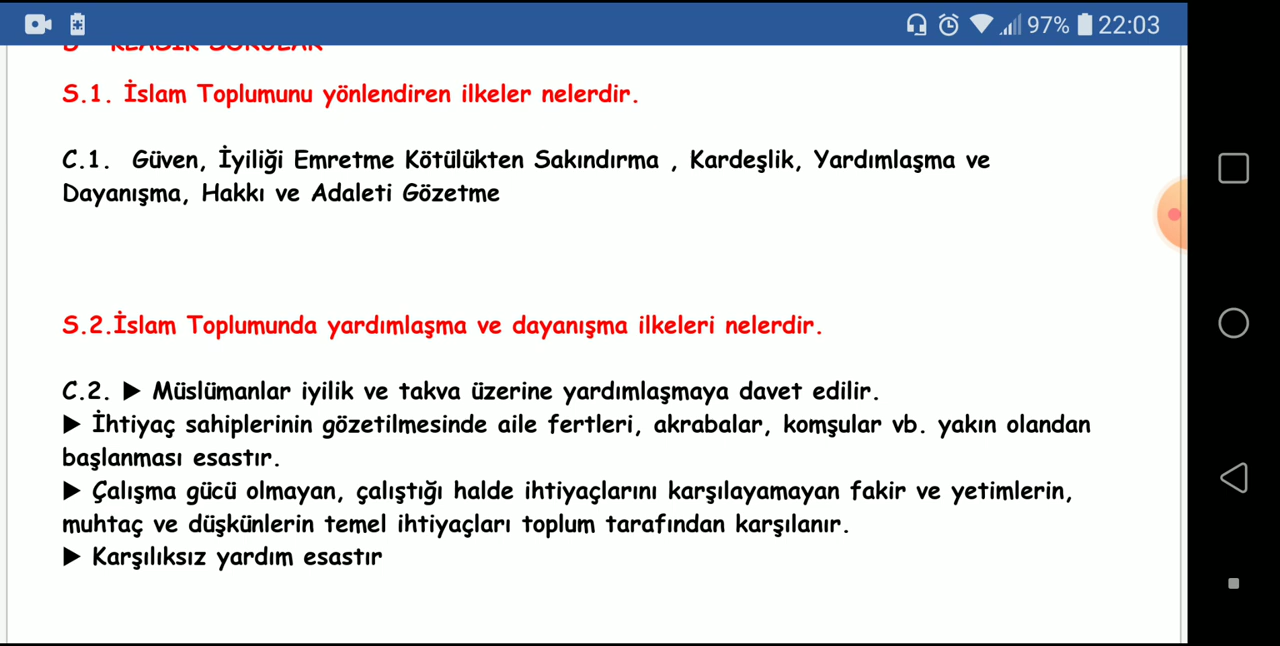 97% 22:03
S.1. İslam Toplumunu yönlendiren ilkeler nelerdir.
C.1. Güven, İyiliği Emretme Kötülükten Sakındırma , Kardeşlik, Yardımlaşma ve
Dayanışma, Hakkı ve Adaleti Gözetme
S.2.İslam Toplumunda yardımlaşma ve dayanışma ilkeleri nelerdir.
C.2. ▶ Müslümanlar iyilik ve takva üzerine yardımlaşmaya davet edilir.
▶ İhtiyaç sahiplerinin gözetilmesinde aile fertleri, akrabalar, komşular vb. yakın olandan
başlanması esastır.
▶ Çalışma gücü olmayan, çalıştığı halde ihtiyaçlarını karşılayamayan fakir ve yetimlerin,
muhtaç ve düşkünlerin temel ihtiyaçları toplum tarafından karşılanır.
▶ Karşılıksız yardım esastır